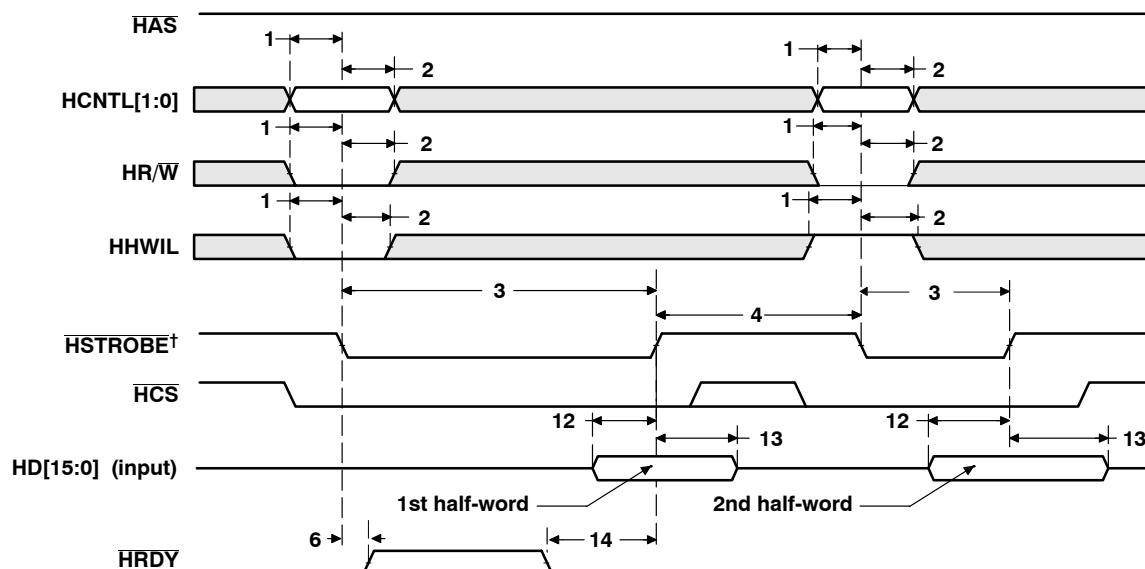 HAS
1 1
2 2
HCNTL[1:0]
1 1
2 2
HR/W
1 1
2 2
HHWIL
3 3
4
HSTROBE†
HCS
12 12
13 13
HD[15:0] (input)
1st half-word 2nd half-word
6 14
HRDY